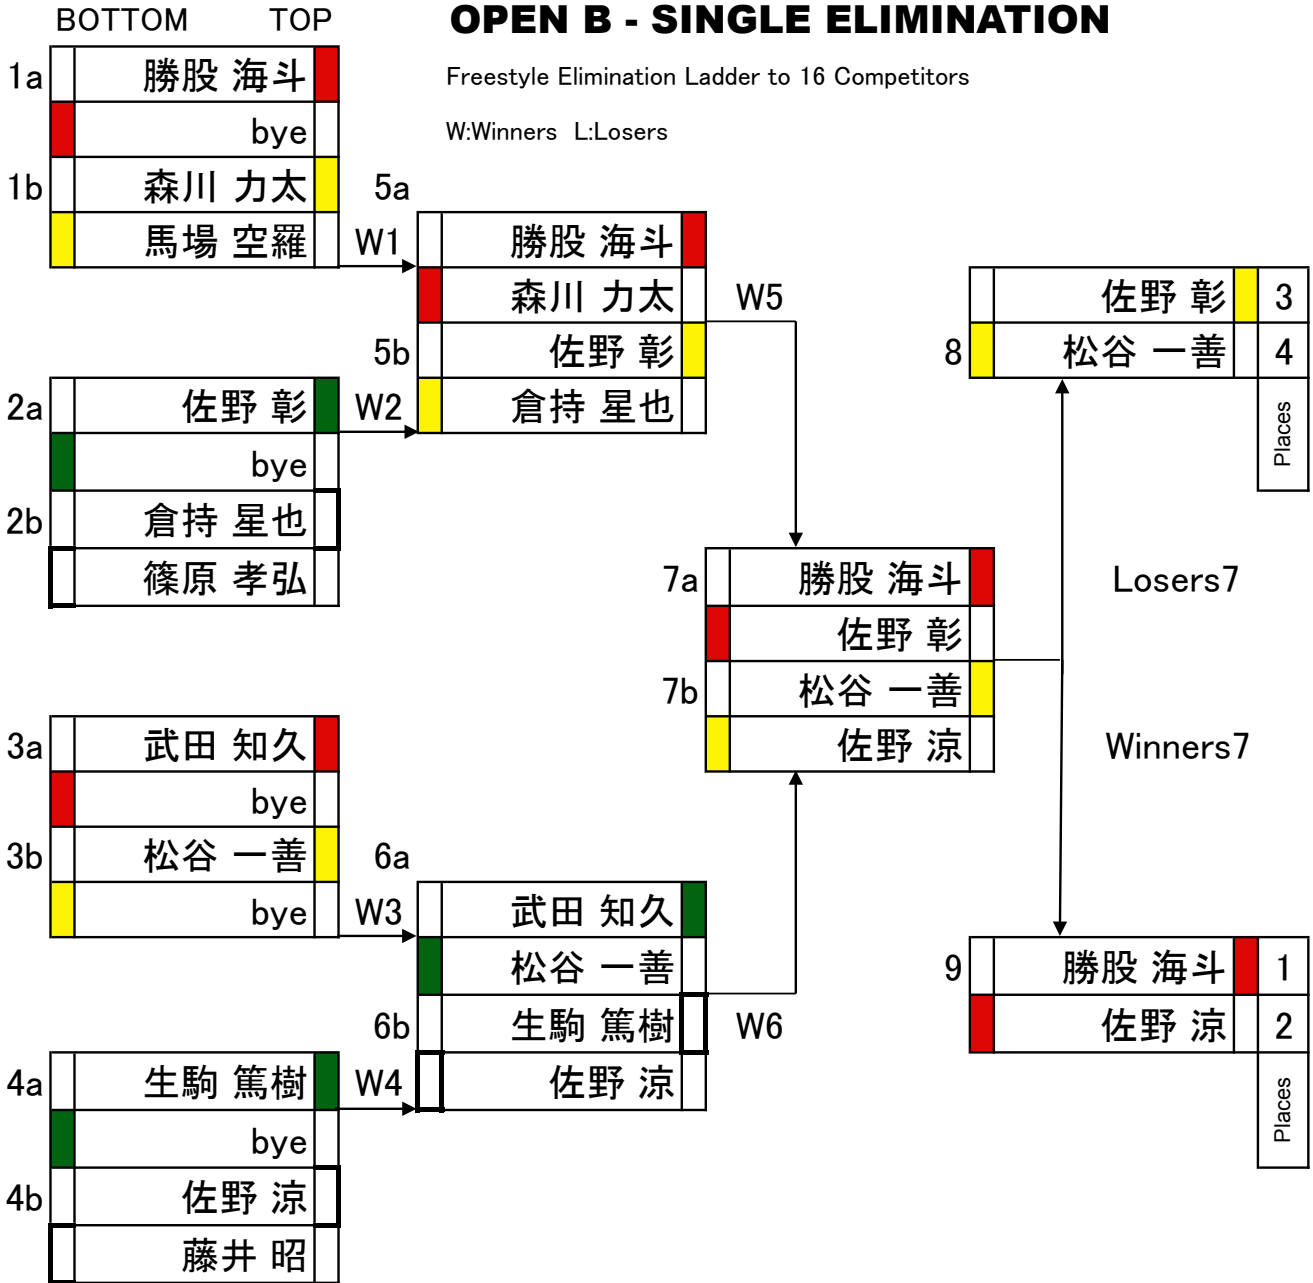 BOTTOM TOP
OPEN B - SINGLE ELIMINATION
Freestyle Elimination Ladder to 16 Competitors
W:Winners L:Losers
1a 勝股 海斗
bye
1b 森川 力太
馬場 空羅
W1
2a 佐野 彰
bye
2b 倉持 星也
篠原 孝弘
W2
3a 武田 知久
bye
3b 松谷 一善
bye
W3
4a 生駒 篤樹
bye
4b 佐野 涼
藤井 昭
W4
5a 勝股 海斗
森川 力太
5b 佐野 彰
倉持 星也
W5
6a 武田 知久
松谷 一善
6b 生駒 篤樹
佐野 涼
W6
7a 勝股 海斗
佐野 彰
7b 松谷 一善
佐野 涼
佐野 彰 3
8 松谷 一善 4
Places
Losers7
Winners7
9 勝股 海斗 1
佐野 涼 2
Places